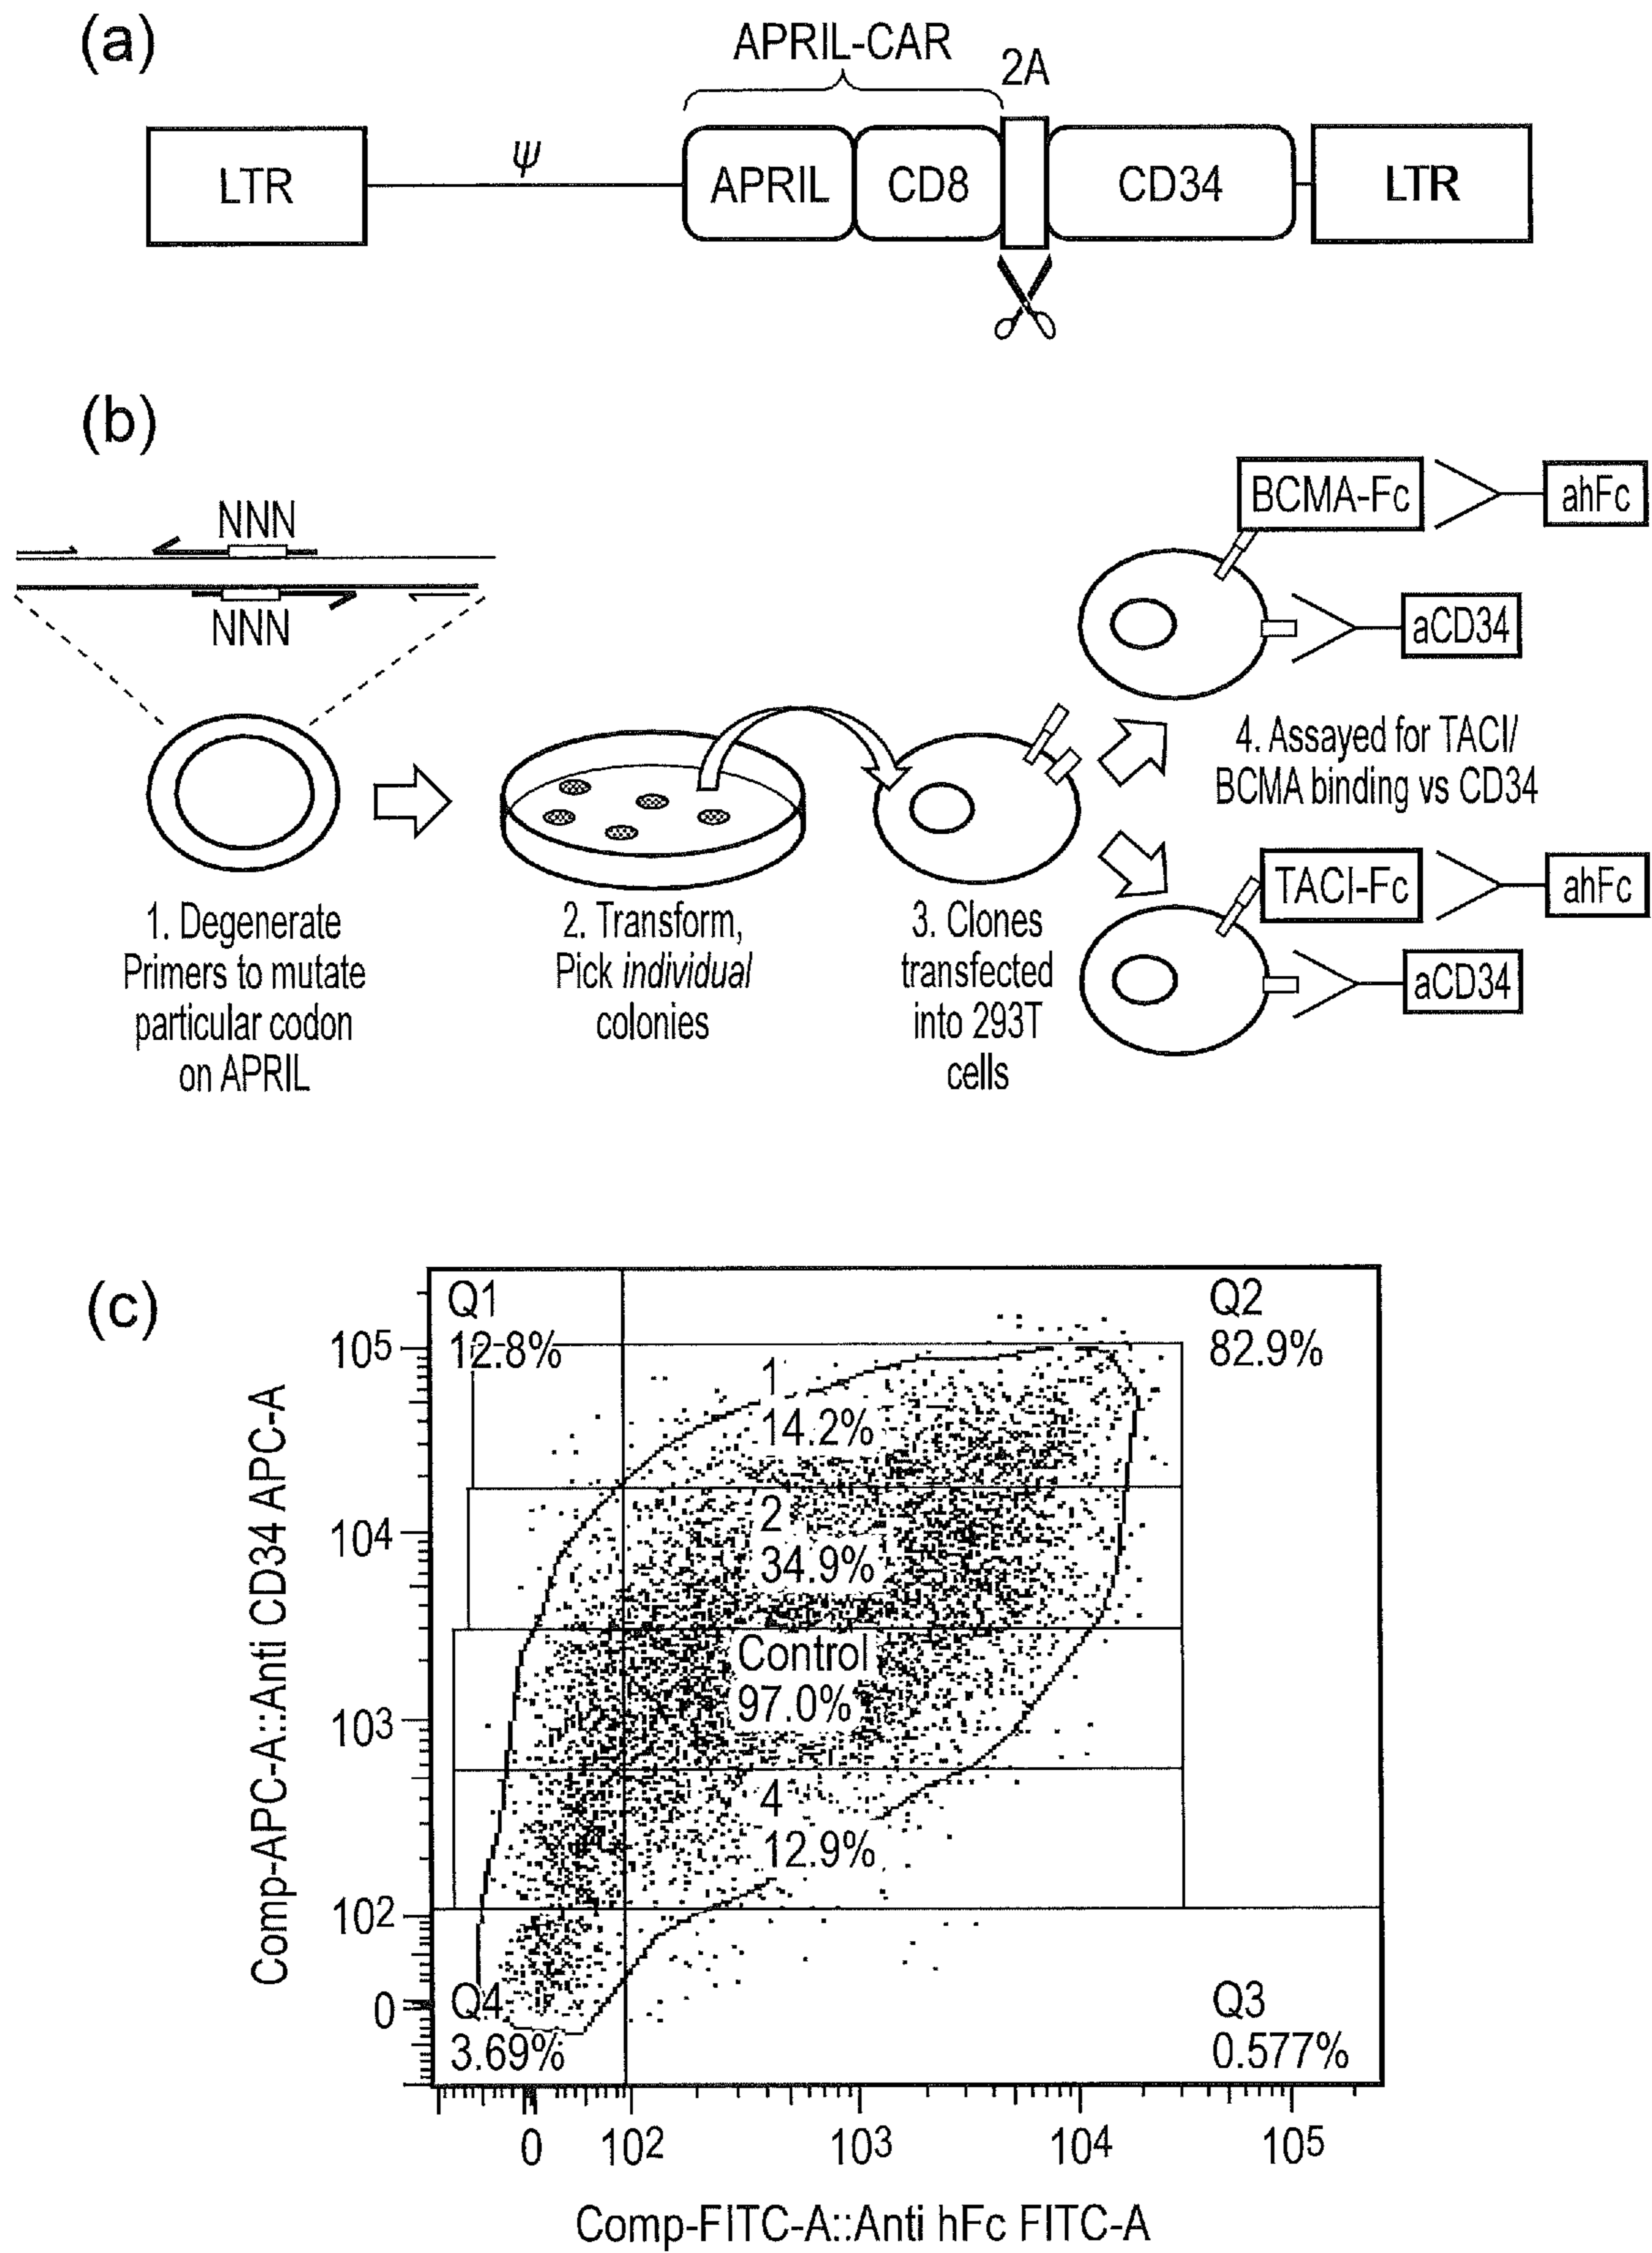 (a)
APRIL-CAR
2A
LTR
ψ
APRIL
CD8
CD34
LTR
(b)
NNN
NNN
BCMA-Fc
ahFc
aCD34
4. Assayed for TACI/
BCMA binding vs CD34
TACI-Fc
ahFc
aCD34
1. Degenerate
Primers to mutate
particular codon
on APRIL
2. Transform,
Pick individual
colonies
3. Clones
transfected
into 293T
cells
(c)
Comp-APC-A::Anti CD34 APC-A
Q1
12.8%
Q2
82.9%
1
14.2%
2
34.9%
Control
97.0%
4
12.9%
Q4
3.69%
Q3
0.577%
105
104
103
102
0
0
102
103
104
105
Comp-FITC-A::Anti hFc FITC-A